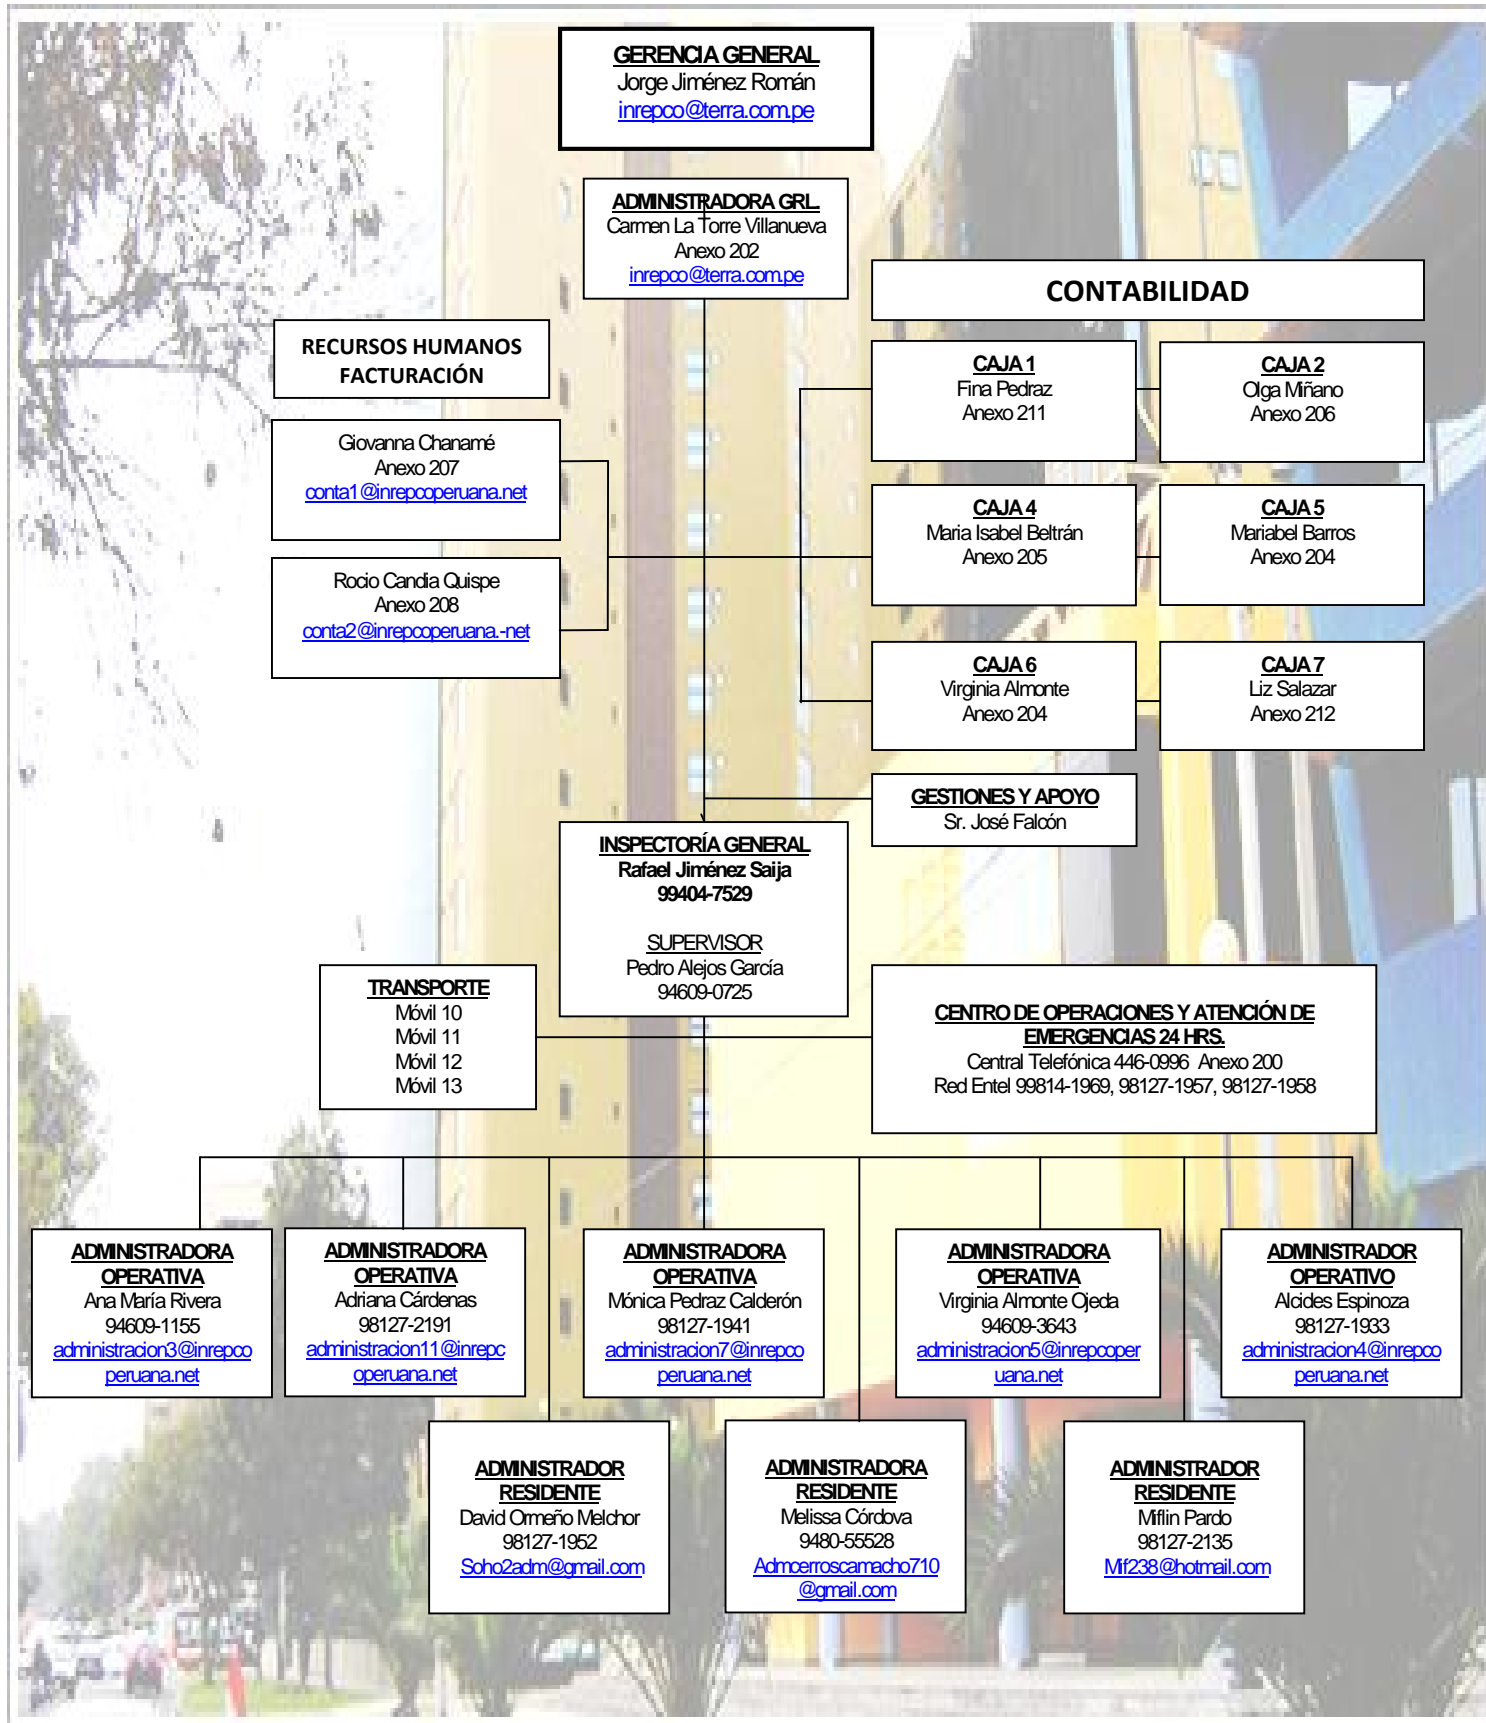 GERENCIA GENERAL
Jorge Jiménez Román
inrepco@terra.com.pe
ADMINISTRADORA GRL.
Carmen La Torre Villanueva
Anexo 202
inrepco@terra.com.pe
CONTABILIDAD
RECURSOS HUMANOS
FACTURACIÓN
CAJA 1
Fina Pedraz
Anexo 211
CAJA 2
Olga Miñano
Anexo 206
Giovanna Chanamé
Anexo 207
conta1@inrepcoperuana.net
CAJA 4
Maria Isabel Beltrán
Anexo 205
CAJA 5
Mariabel Barros
Anexo 204
Rocio Candia Quispe
Anexo 208
conta2@inrepcoperuana.-net
CAJA 6
Virginia Almonte
Anexo 204
CAJA 7
Liz Salazar
Anexo 212
GESTIONES Y APOYO
Sr. José Falcón
INSPECTORÍA GENERAL
Rafael Jiménez Saija
99404-7529
SUPERVISOR
Pedro Alejos García
94609-0725
TRANSPORTE
Móvil 10
Móvil 11
Móvil 12
Móvil 13
CENTRO DE OPERACIONES Y ATENCIÓN DE
EMERGENCIAS 24 HRS.
Central Telefónica 446-0996 Anexo 200
Red Entel 99814-1969, 98127-1957, 98127-1958
ADMINISTRADORA
OPERATIVA
Ana María Rivera
94609-1155
administracion3@inrepco
peruana.net
ADMINISTRADORA
OPERATIVA
Adriana Cárdenas
98127-2191
administracion11@inrepc
operuana.net
ADMINISTRADORA
OPERATIVA
Mónica Pedraz Calderón
98127-1941
administracion7@inrepco
peruana.net
ADMINISTRADORA
OPERATIVA
Virginia Almonte Ojeda
94609-3643
administracion5@inrepcoper
uana.net
ADMINISTRADOR
OPERATIVO
Alcides Espinoza
98127-1933
administracion4@inrepco
peruana.net
ADMINISTRADOR
RESIDENTE
David Ormeño Melchor
98127-1952
Soho2adm@gmail.com
ADMINISTRADORA
RESIDENTE
Melissa Córdova
9480-55528
Admcerroscamacho710
@gmail.com
ADMINISTRADOR
RESIDENTE
Miflin Pardo
98127-2135
Mif238@hotmail.com